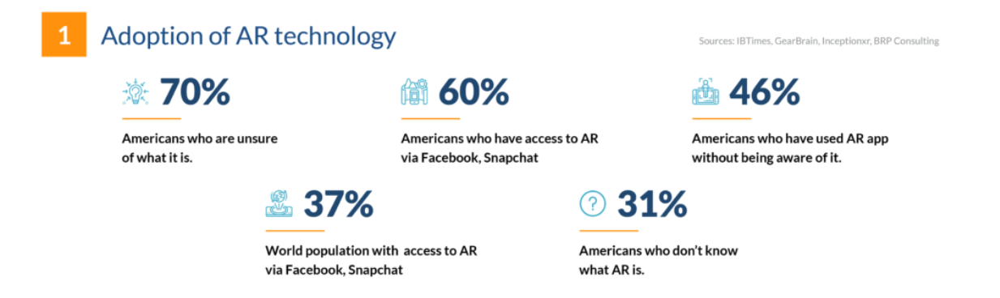 1
Adoption of AR technology
Sources: IBTimes, GearBrain, Inceptionxr, BRP Consulting
70%
Americans who are unsure
of what it is.
60%
Americans who have access to AR
via Facebook, Snapchat
46%
Americans who have used AR app
without being aware of it.
37%
World population with access to AR
via Facebook, Snapchat
?
31%
Americans who don't know
what AR is.